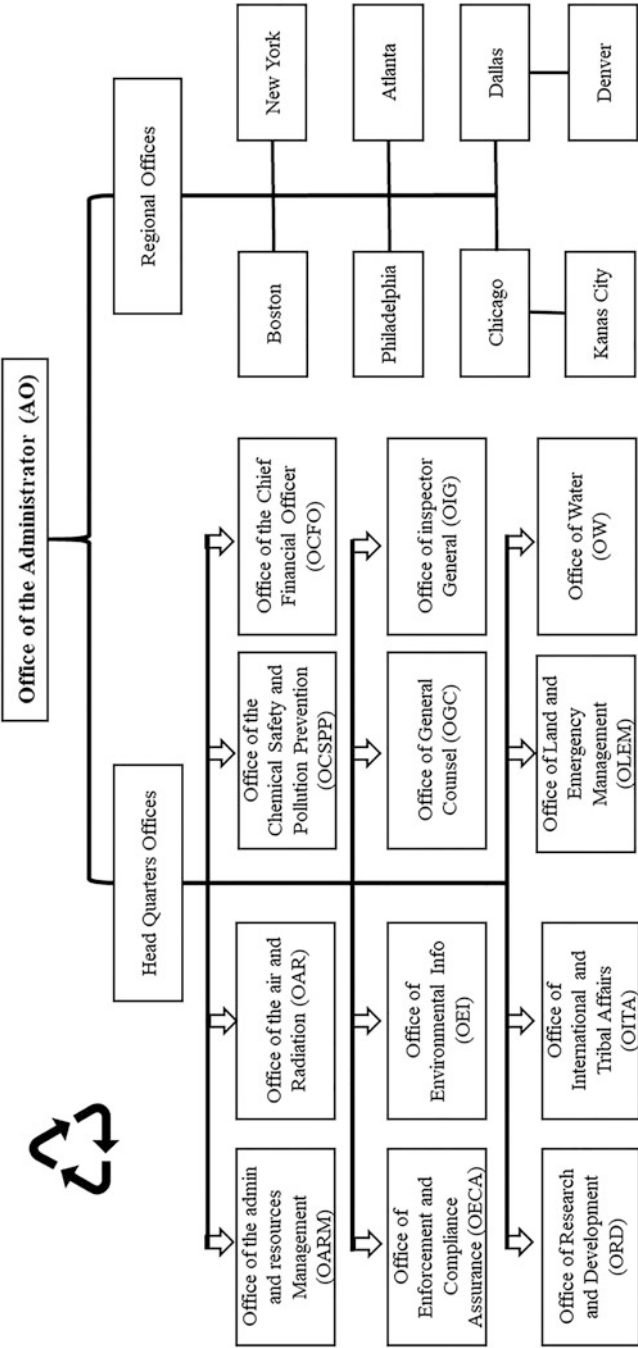 Office of the Administrator (AO)
Head Quarters Offices
Regional Offices
Office of the admin
and resources
Management
(OARM)
Office of the air and
Radiation (OAR)
Office of the
Chemical Safety and
Pollution Prevention
(OCSPP)
Office of the Chief
Financial Officer
(OCFO)
Office of
Enforcement and
Compliance
Assurance (OECA)
Office of
Environmental Info
(OEI)
Office of General
Counsel (OGC)
Office of inspector
General (OIG)
Office of Research
and Development
(ORD)
Office of
International and
Tribal Affairs
(OITA)
Office of Land and
Emergency
Management
(OLEM)
Office of Water
(OW)
Boston
New York
Philadelphia
Atlanta
Chicago
Dallas
Kanas City
Denver